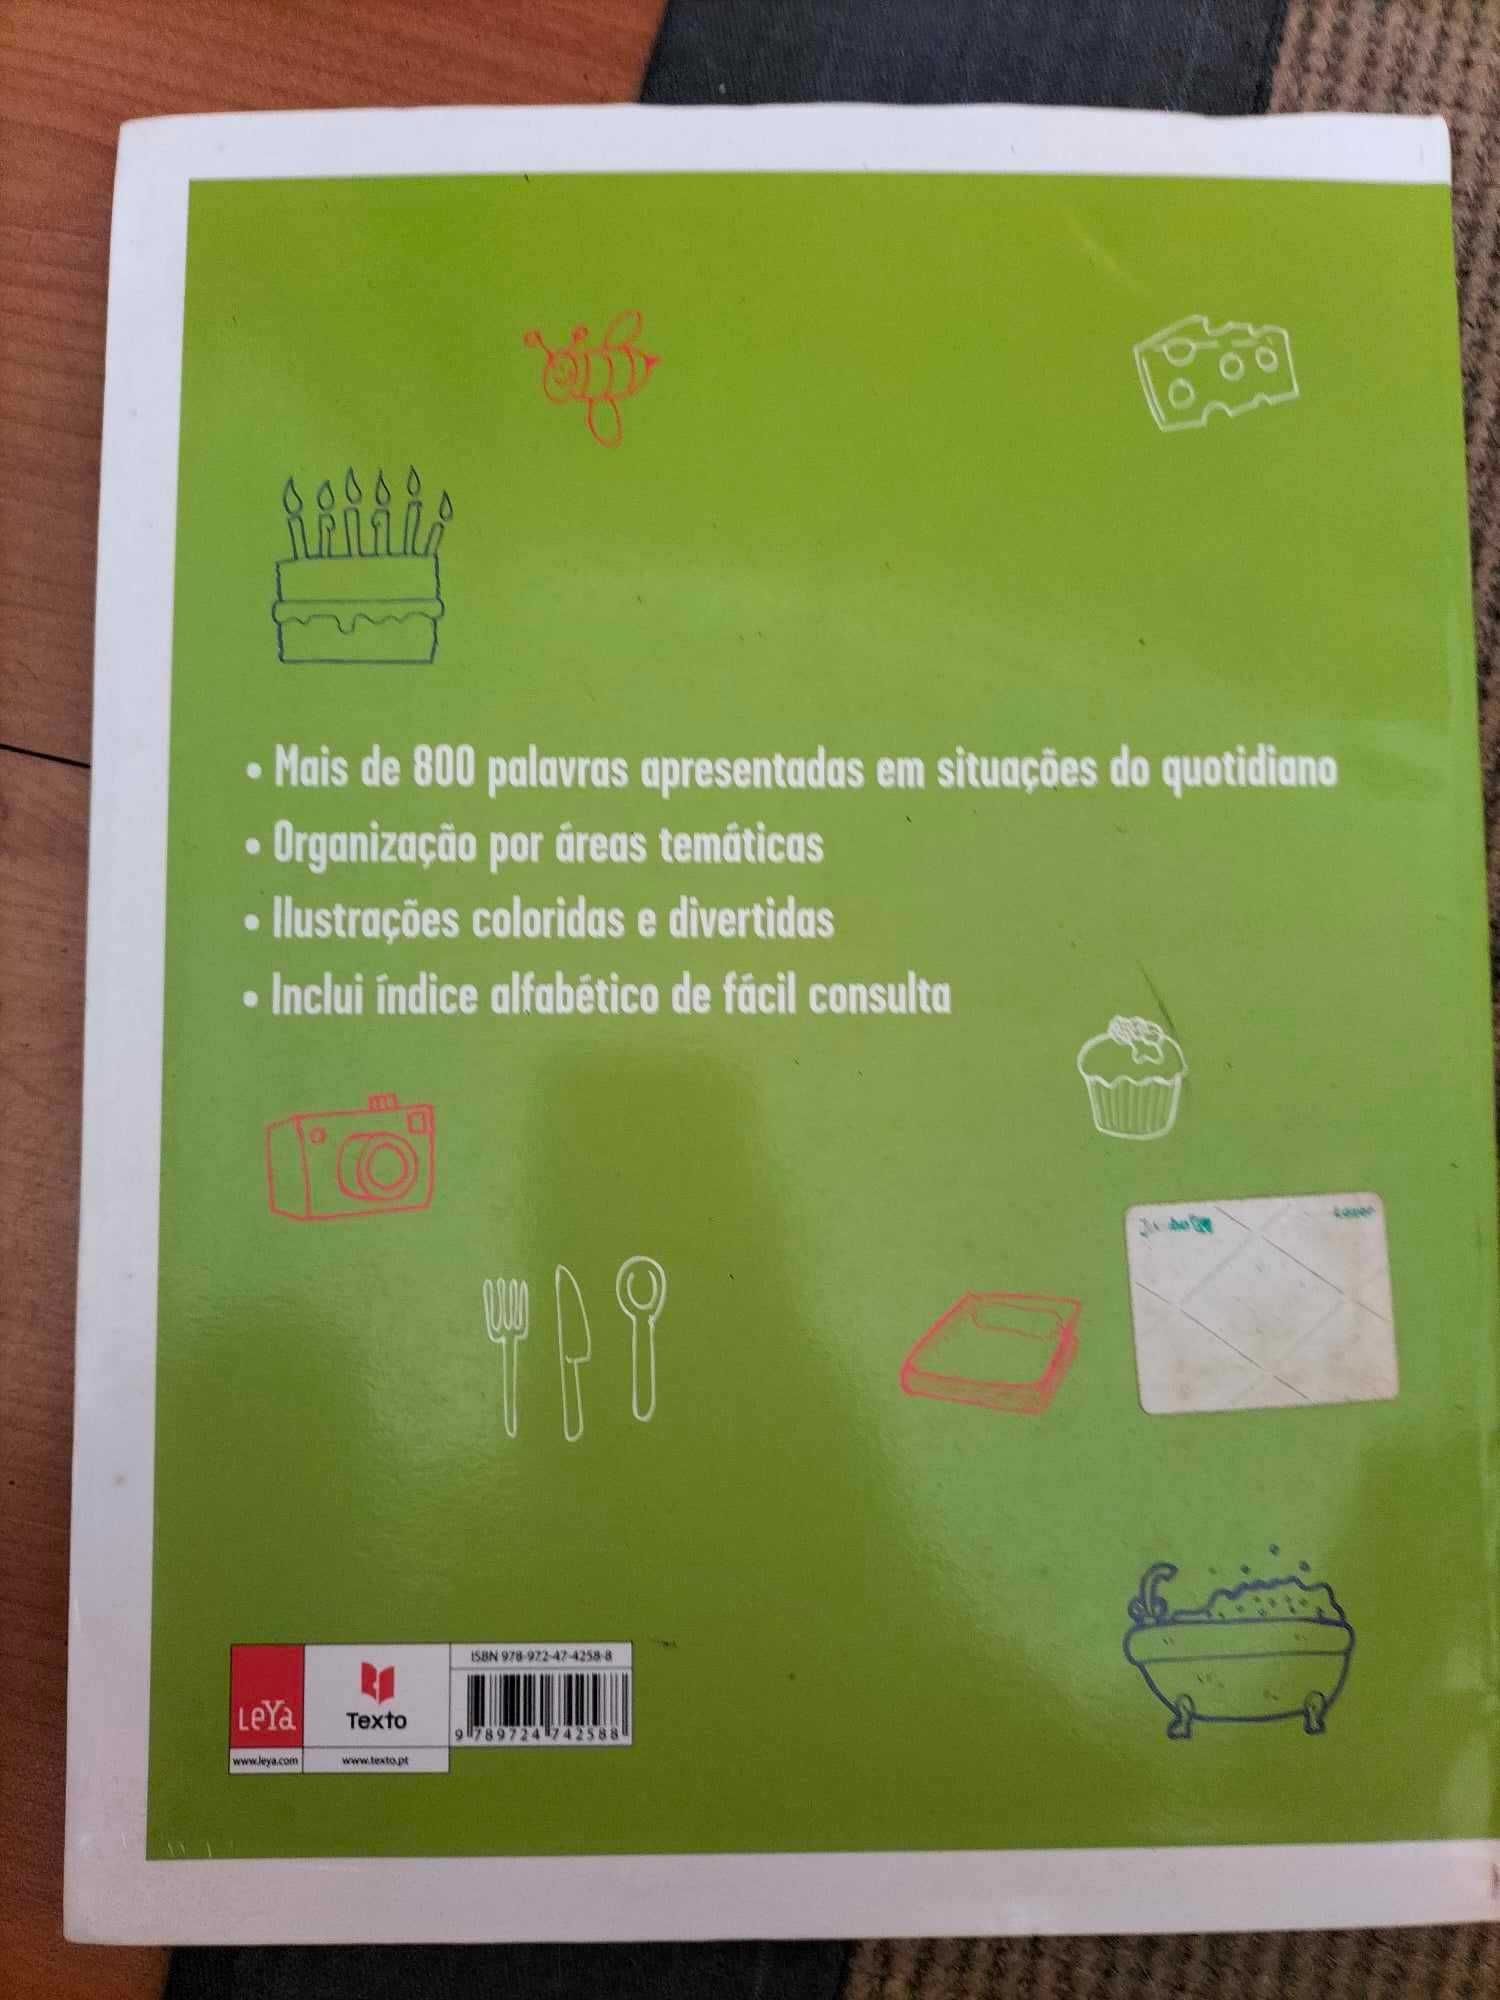 • Mais de 800 palavras apresentadas em situações do quotidiano
• Organização por áreas temáticas
• Ilustrações coloridas e divertidas
• Inclui índice alfabético de fácil consulta
Jumbo
ISBN 978-972-47-4258-8
LeYa
Texto
9 789724 742588
www.leya.com
www.texto.pt